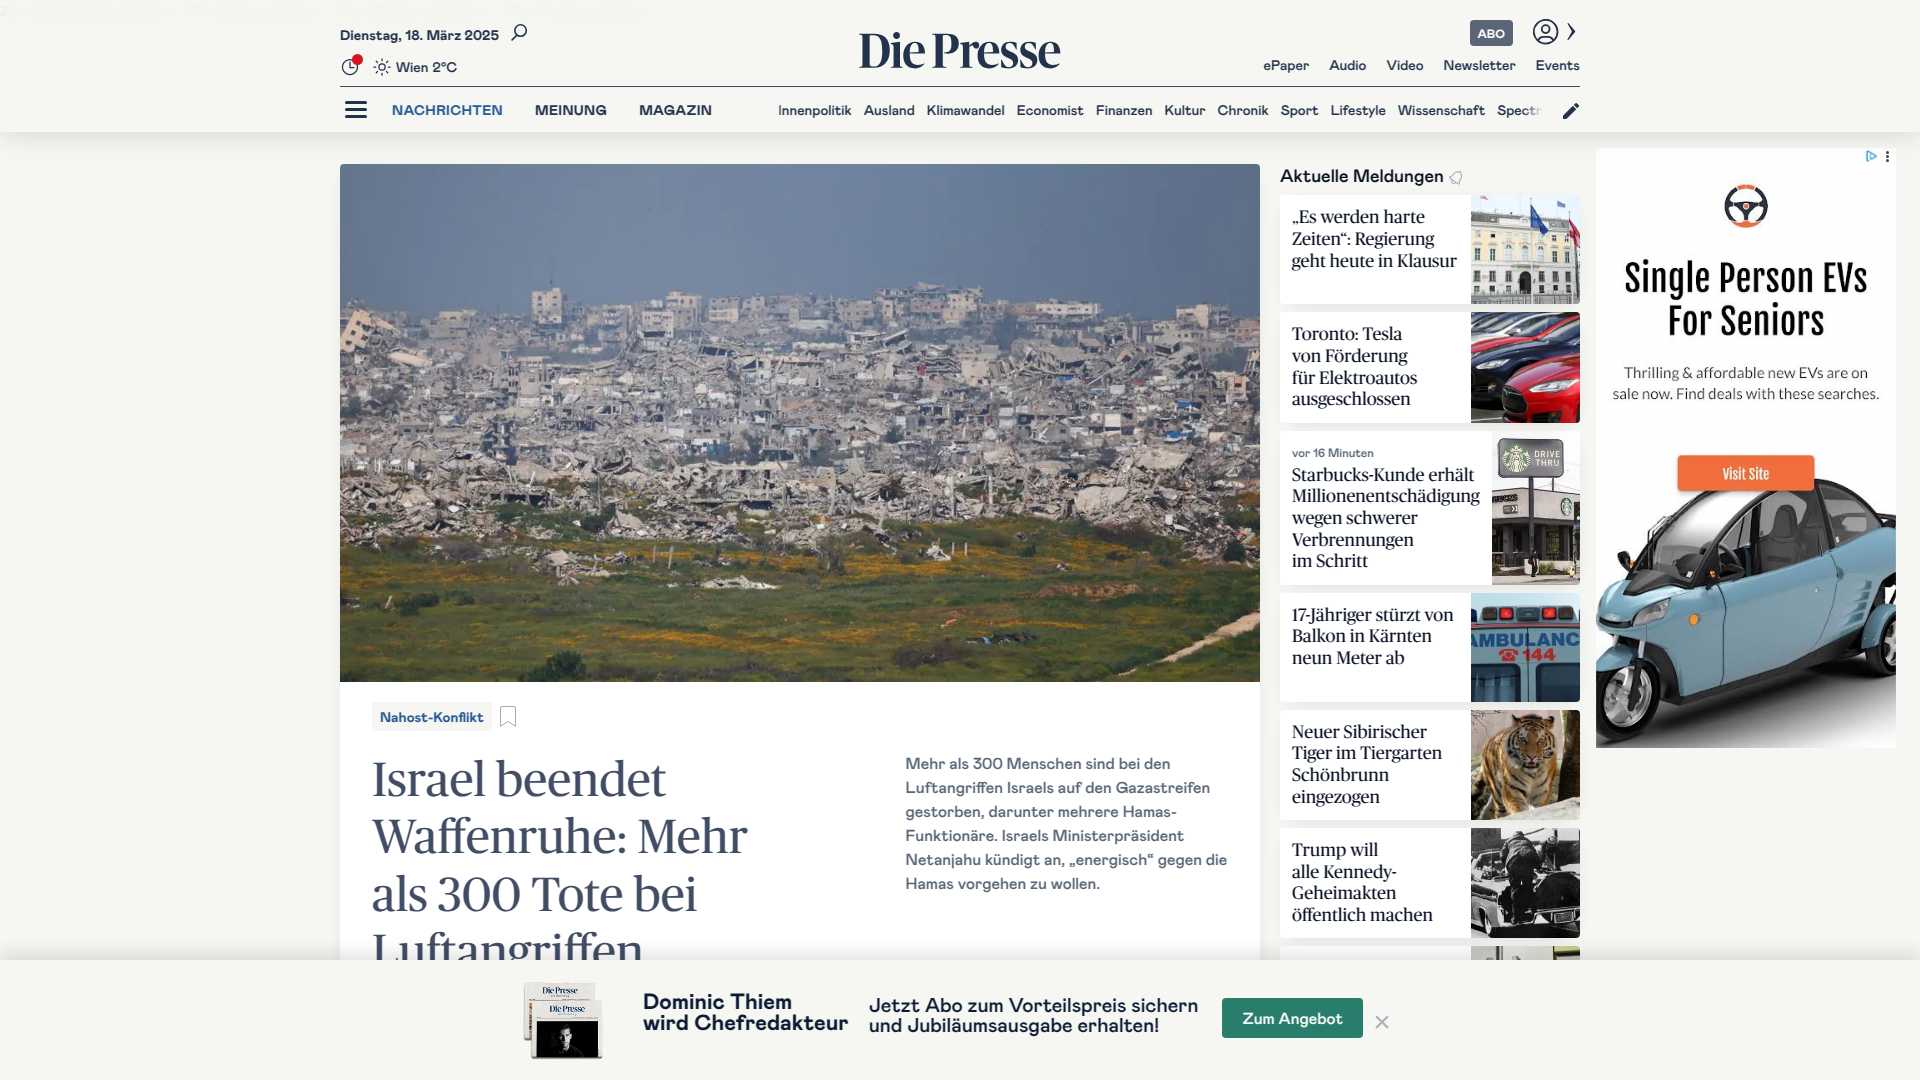 Dienstag, 18. März 2025
Wien 2°C
Die Presse
ABO
ePaper Audio Video Newsletter Events
NACHRICHTEN MEINUNG MAGAZIN
Innenpolitik Ausland Klimawandel Economist Finanzen Kultur Chronik Sport Lifestyle Wissenschaft Spectr
Nahost-Konflikt
Israel beendet
Waffenruhe: Mehr
als 300 Tote bei
Luftangriffen
Mehr als 300 Menschen sind bei den
Luftangriffen Israels auf den Gazastreifen
gestorben, darunter mehrere Hamas-
Funktionäre. Israels Ministerpräsident
Netanjahu kündigt an, „energisch“ gegen die
Hamas vorgehen zu wollen.
Aktuelle Meldungen
„Es werden harte
Zeiten“: Regierung
geht heute in Klausur
Toronto: Tesla
von Förderung
für Elektroautos
ausgeschlossen
vor 16 Minuten
Starbucks-Kunde erhält
Millionenentschädigung
wegen schwerer
Verbrennungen
im Schritt
DRIVE
THRU
17-Jähriger stürzt von
Balkon in Kärnten
neun Meter ab
AMBULANC
144
Neuer Sibirischer
Tiger im Tiergarten
Schönbrunn
eingezogen
Trump will
alle Kennedy-
Geheimakten
öffentlich machen
Single Person EVs
For Seniors
Thrilling & affordable new EVs are on
sale now. Find deals with these searches.
Visit Site
Die Presse
Die Presse
Dominic Thiem
wird Chefredakteur
Jetzt Abo zum Vorteilspreis sichern
und Jubiläumsausgabe erhalten!
Zum Angebot